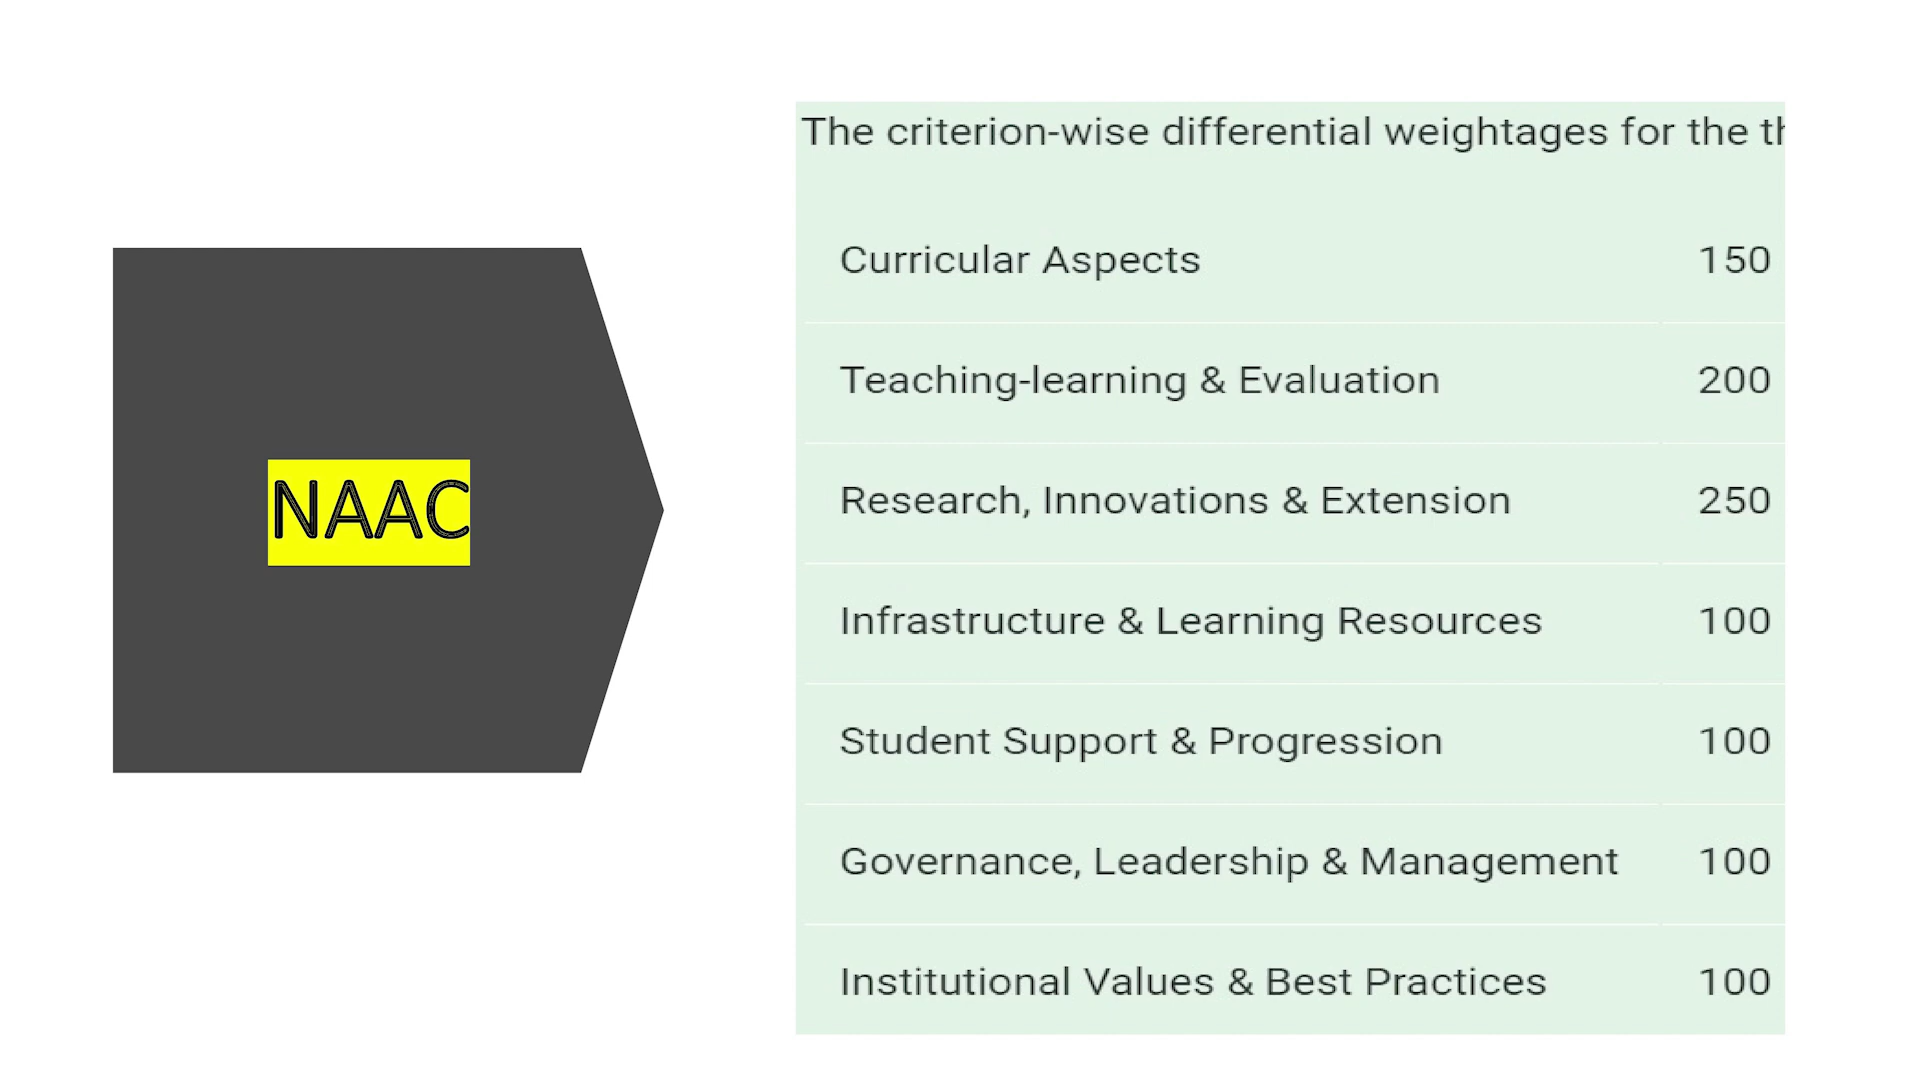 NAAC
The criterion-wise differential weightages for the
Curricular Aspects 150
Teaching-learning & Evaluation 200
Research, Innovations & Extension 250
Infrastructure & Learning Resources 100
Student Support & Progression 100
Governance, Leadership & Management 100
Institutional Values & Best Practices 100